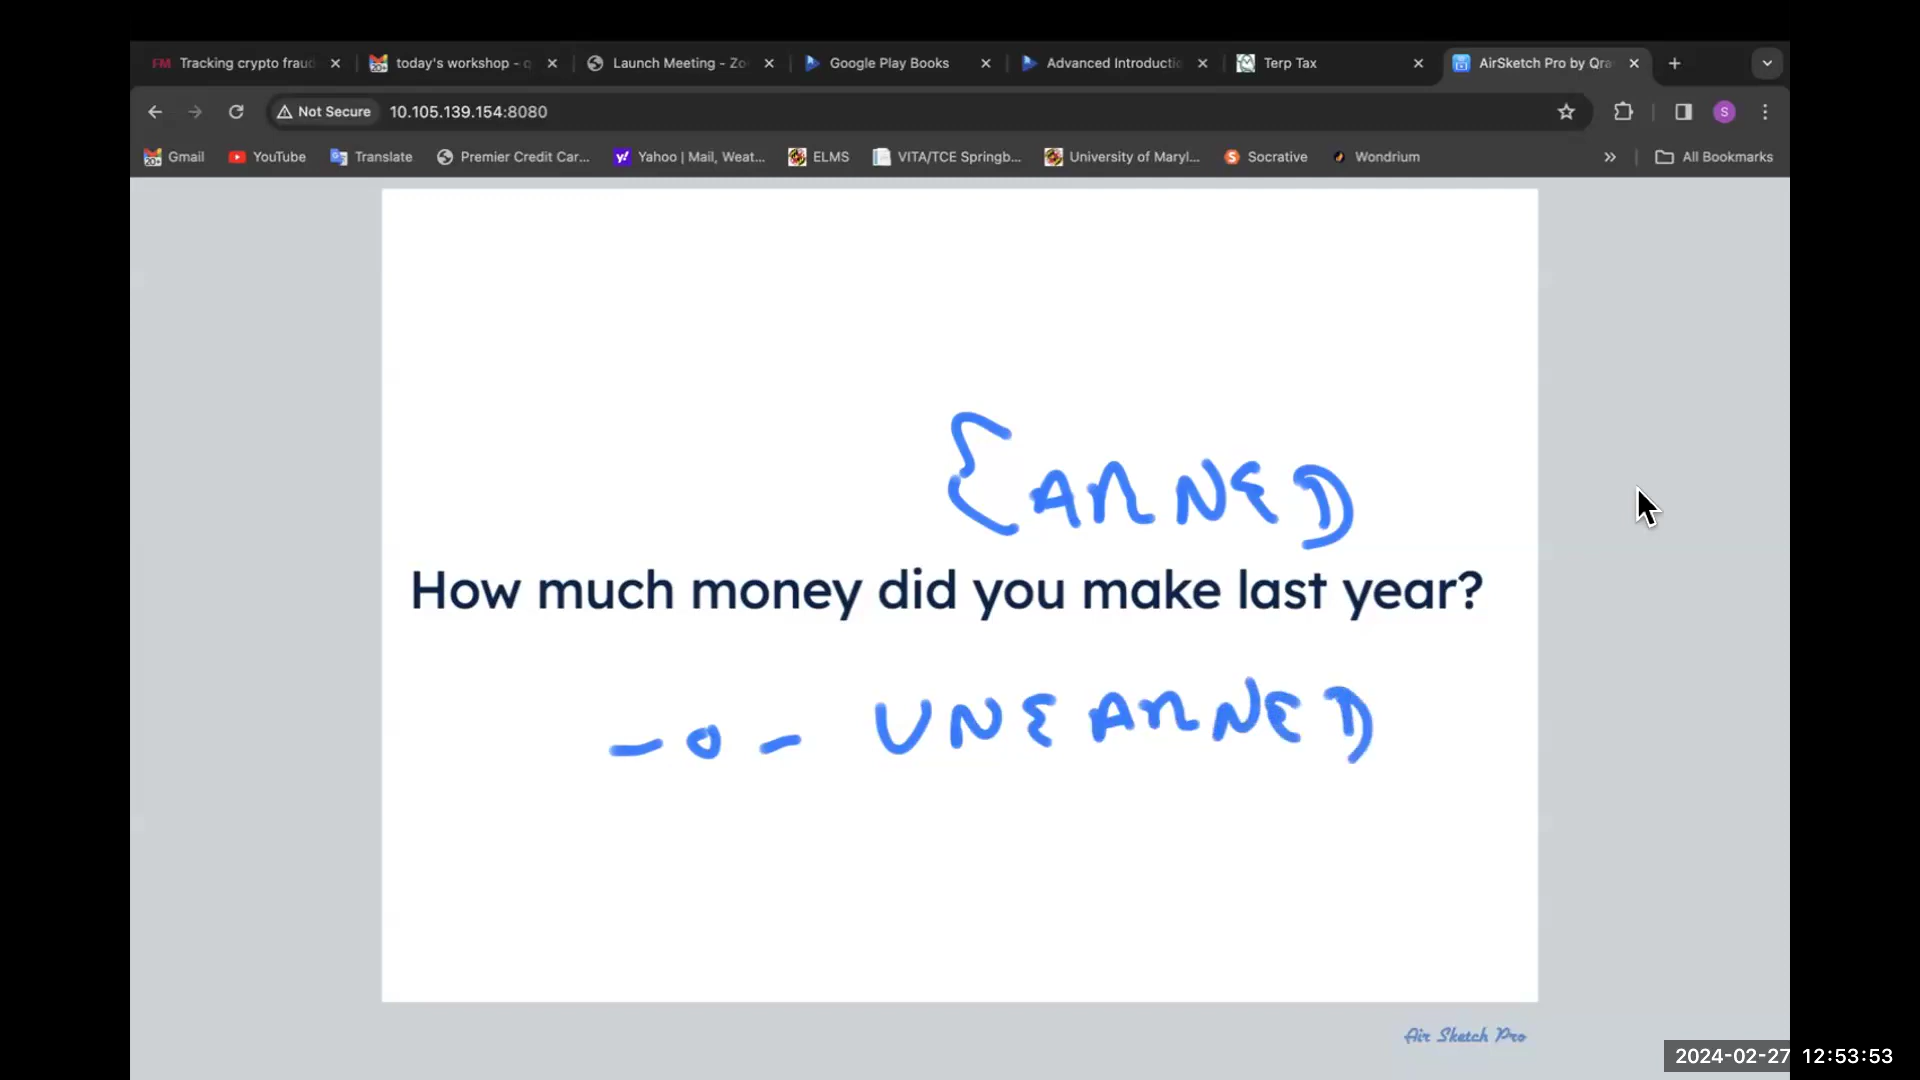 FM Tracking crypto fraud
today's workshop - q
Launch Meeting - Zo
Google Play Books
Advanced Introducti
Terp Tax
AirSketch Pro by Qra
Not Secure 10.105.139.154:8080
S
Gmail YouTube Translate Premier Credit Car... Yahoo | Mail, Weat... ELMS VITA/TCE Springb... University of Maryl... Socrative Wondrium » All Bookmarks
EARNED
How much money did you make last year?
- o - UNEARNED
Air Sketch Pro
2024-02-27 12:53:53